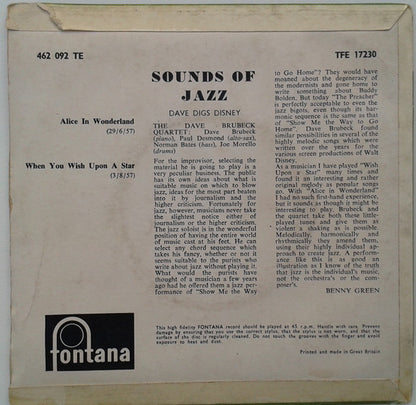 462 092 TE
TFE 17230
SOUNDS OF
JAZZ
DAVE DIGS DISNEY
Alice In Wonderland
(29/6/57)
When You Wish Upon A Star
(3/8/57)
THE DAVE BRUBECK
QUARTET; Dave Brubeck
(piano), Paul Desmond (alto-sax),
Norman Bates (bass), Joe Morello
(drums)
For the improvisor, selecting the
material he is going to play is a
very peculiar business. The public
has its own ideas about what is
suitable music on which to blow
jazz, ideas for the most part beaten
into it by journalism and the
higher criticism. Fortunately for
jazz, however, musicians never take
the slightest notice either of
journalism or the higher criticism.
The jazz soloist is in the wonderful
position of having the entire world
of music cast at his feet. He can
select any chord sequence which
takes his fancy, whether or not it
seems suitable to the purists who
write about jazz without playing it.
What would the purists have
thought of a musician a few years
ago had he offered them a jazz per-
formance of "Show Me the Way
to Go Home"? They would have
moaned about the degeneracy of
the modernists and gone home to
write something about Buddy
Bolden. But today "The Preacher"
is perfectly acceptable to even the
jazz bigots, even though its har-
monic sequence is the same as that
of "Show Me the Way to Go
Home". Dave Brubeck found
similar possibilities in several of the
highly melodic songs which were
written over the years for the
various screen productions of Walt
Disney.
As a musician I have played "Wish
Upon a Star" many times and
found it an interesting and rather
original melody as popular songs
go. With "Alice in Wonderland"
I had no such first-hand experience,
but it sounds as though it might be
interesting to play. Brubeck and
the quartet take both these little-
played tunes and give them as
violent a shaking as is possible.
Melodically, harmonically and
rhythmically they amend them,
using their highly individual ap-
proach to create jazz. A perform-
ance like this is as good an
illustration as I know of the truth
that jazz is the individual's music,
not the orchestra's or the com-
poser's.
BENNY GREEN
fontana
This high fidelity FONTANA record should be played at 45 r.p.m. Handle with care. Prevent
damage by ensuring that you use the correct stylus, that the stylus is not worn, and that the
surface of the disc is regularly cleaned. Do not touch the grooves with the finger and avoid
exposure to heat and dust.
Printed and made in Great Britain